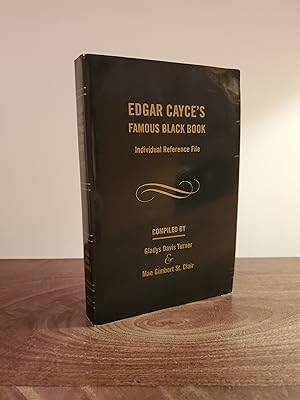 EDGAR CAYCE'S
FAMOUS BLACK BOOK
Individual Reference File
COMPILED BY
Gladys Davis Turner
&
Mae Gimbert St. Clair